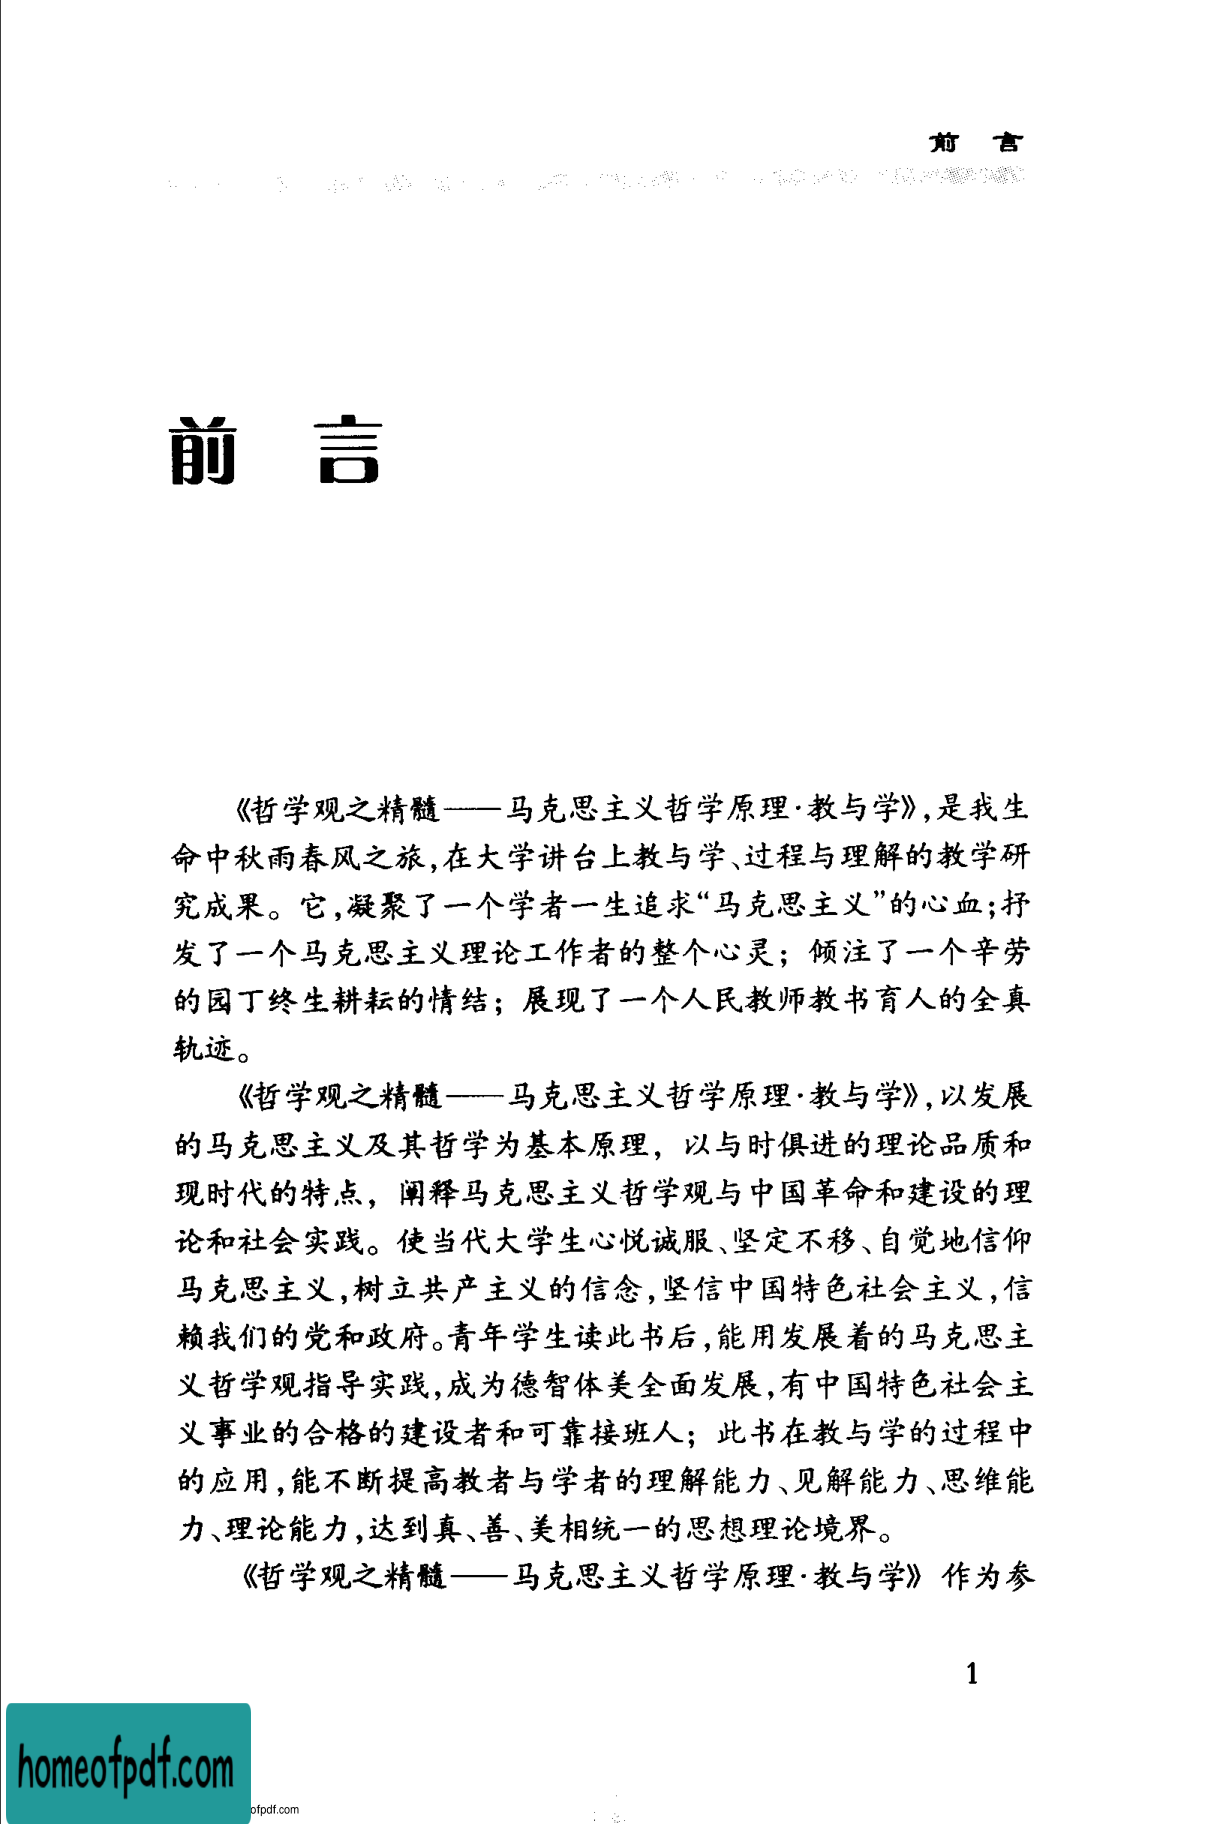 前 言
前 言
《哲学观之精髓——马克思主义哲学原理·教与学》,是我生
命中秋雨春风之旅,在大学讲台上教与学、过程与理解的教学研
究成果。它,凝聚了一个学者一生追求“马克思主义”的心血;抒
发了一个马克思主义理论工作者的整个心灵；倾注了一个辛劳
的园丁终生耕耘的情结；展现了一个人民教师教书育人的全真
轨迹。
《哲学观之精髓——马克思主义哲学原理·教与学》,以发展
的马克思主义及其哲学为基本原理，以与时俱进的理论品质和
现时代的特点，阐释马克思主义哲学观与中国革命和建设的理
论和社会实践。使当代大学生心悦诚服、坚定不移、自觉地信仰
马克思主义,树立共产主义的信念,坚信中国特色社会主义,信
赖我们的党和政府。青年学生读此书后,能用发展着的马克思主
义哲学观指导实践,成为德智体美全面发展,有中国特色社会主
义事业的合格的建设者和可靠接班人；此书在教与学的过程中
的应用,能不断提高教者与学者的理解能力、见解能力、思维能
力、理论能力,达到真、善、美相统一的思想理论境界。
《哲学观之精髓——马克思主义哲学原理·教与学》作为参
1
homeofpdf.com
ofpdf.com